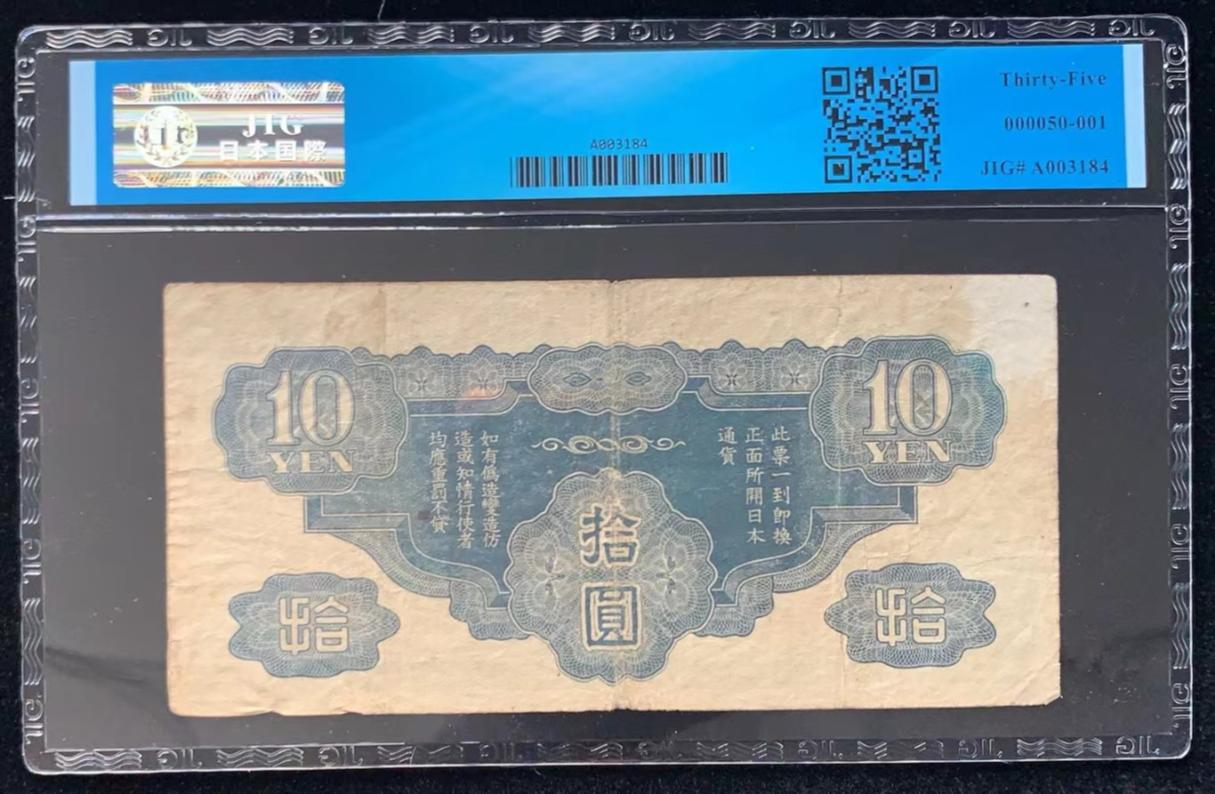 JIG
日本国際
A003184
Thirty-Five
000050-001
JIG# A003184
10
YEN
10
YEN
此票一到即換
正面所開日本
通貨
如有偽造變造仿
造或知情行使者
均應重罰不貸
拾
圓
拾
拾